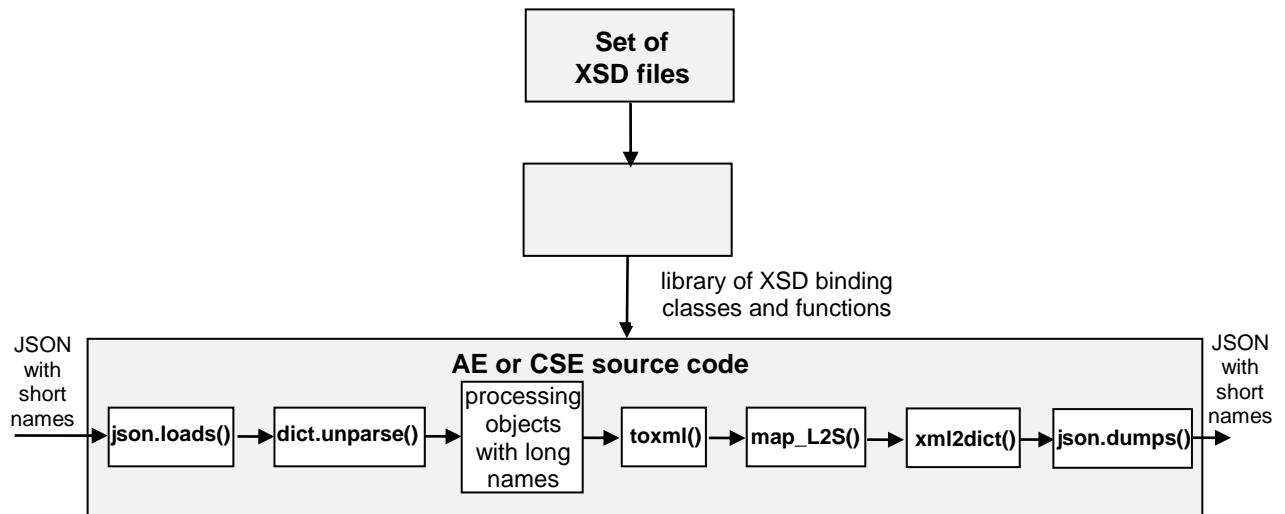 Set of
XSD files
library of XSD binding
classes and functions
JSON
with
short
names
AE or CSE source code
JSON
with
short
names
json.loads()
dict.unparse()
processing
objects
with long
names
toxml()
map_L2S()
xml2dict()
json.dumps()